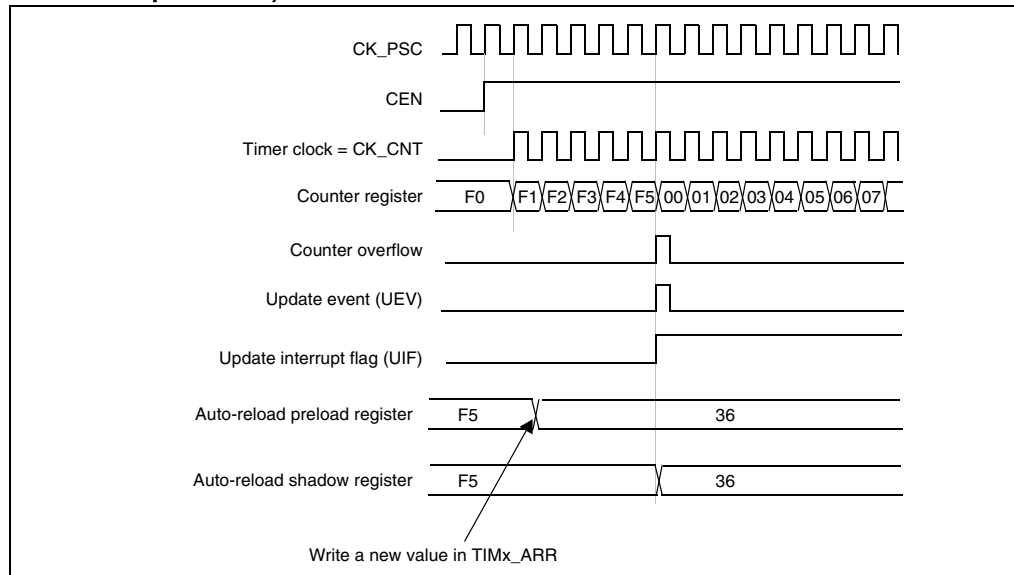 CK_PSC
CEN
Timer clock = CK_CNT
Counter register F0 F1 F2 F3 F4 F5 00 01 02 03 04 05 06 07
Counter overflow
Update event (UEV)
Update interrupt flag (UIF)
Auto-reload preload register F5 36
Auto-reload shadow register F5 36
Write a new value in TIMx_ARR